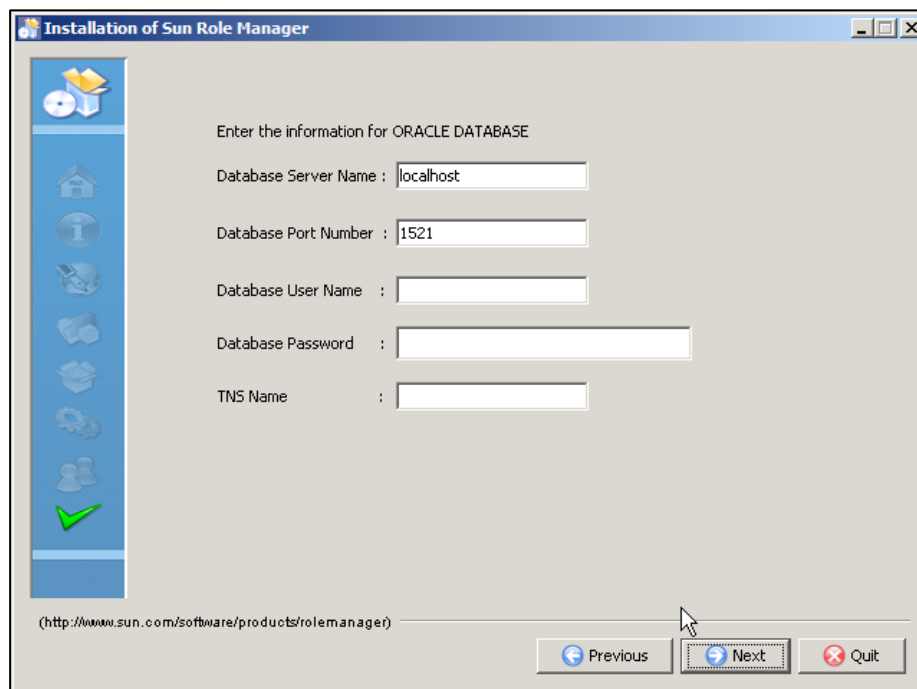 Installation of Sun Role Manager
Enter the information for ORACLE DATABASE
Database Server Name : localhost
Database Port Number : 1521
Database User Name :
Database Password :
TNS Name :
(http://www.sun.com/software/products/rolemanager)
Previous Next Quit